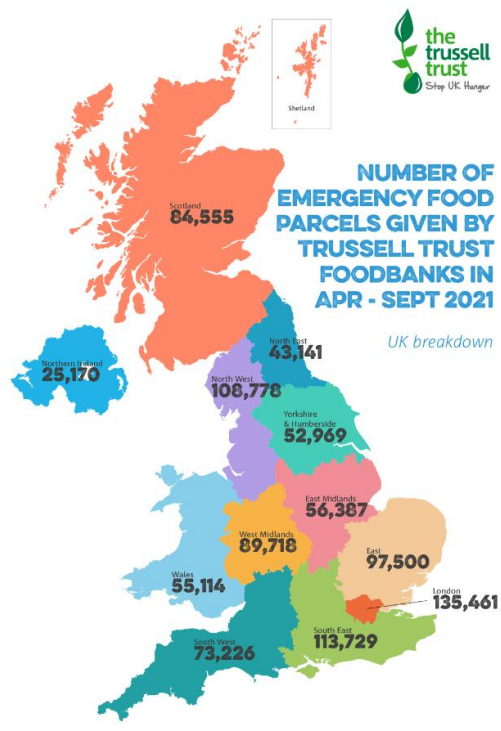 the
trussell
trust
Stop UK Hunger
Shetland
NUMBER OF
EMERGENCY FOOD
PARCELS GIVEN BY
TRUSSELL TRUST
FOODBANKS IN
APR - SEPT 2021
UK breakdown
Scotland
84,555
North East
43,141
Northern Ireland
25,170
North West
108,778
Yorkshire
& Humberside
52,969
East Midlands
56,387
West Midlands
89,718
East
97,500
Wales
55,114
London
135,461
South East
113,729
South West
73,226